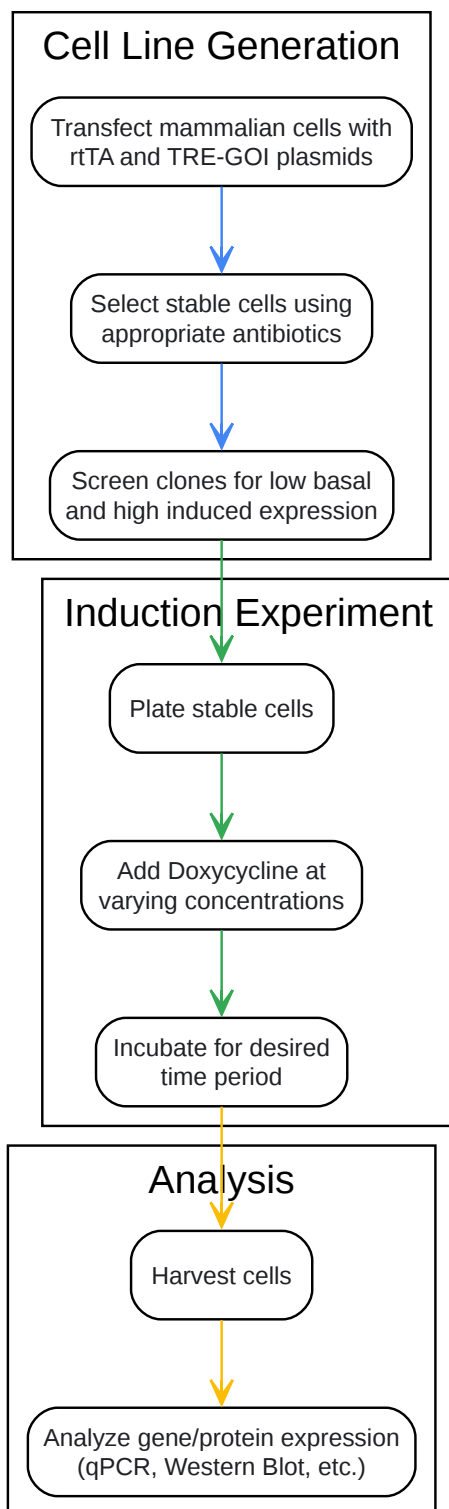 Cell Line Generation
Transfect mammalian cells with
rtTA and TRE-GOI plasmids
Select stable cells using
appropriate antibiotics
Screen clones for low basal
and high induced expression
Induction Experiment
Plate stable cells
Add Doxycycline at
varying concentrations
Incubate for desired
time period
Analysis
Harvest cells
Analyze gene/protein expression
(qPCR, Western Blot, etc.)